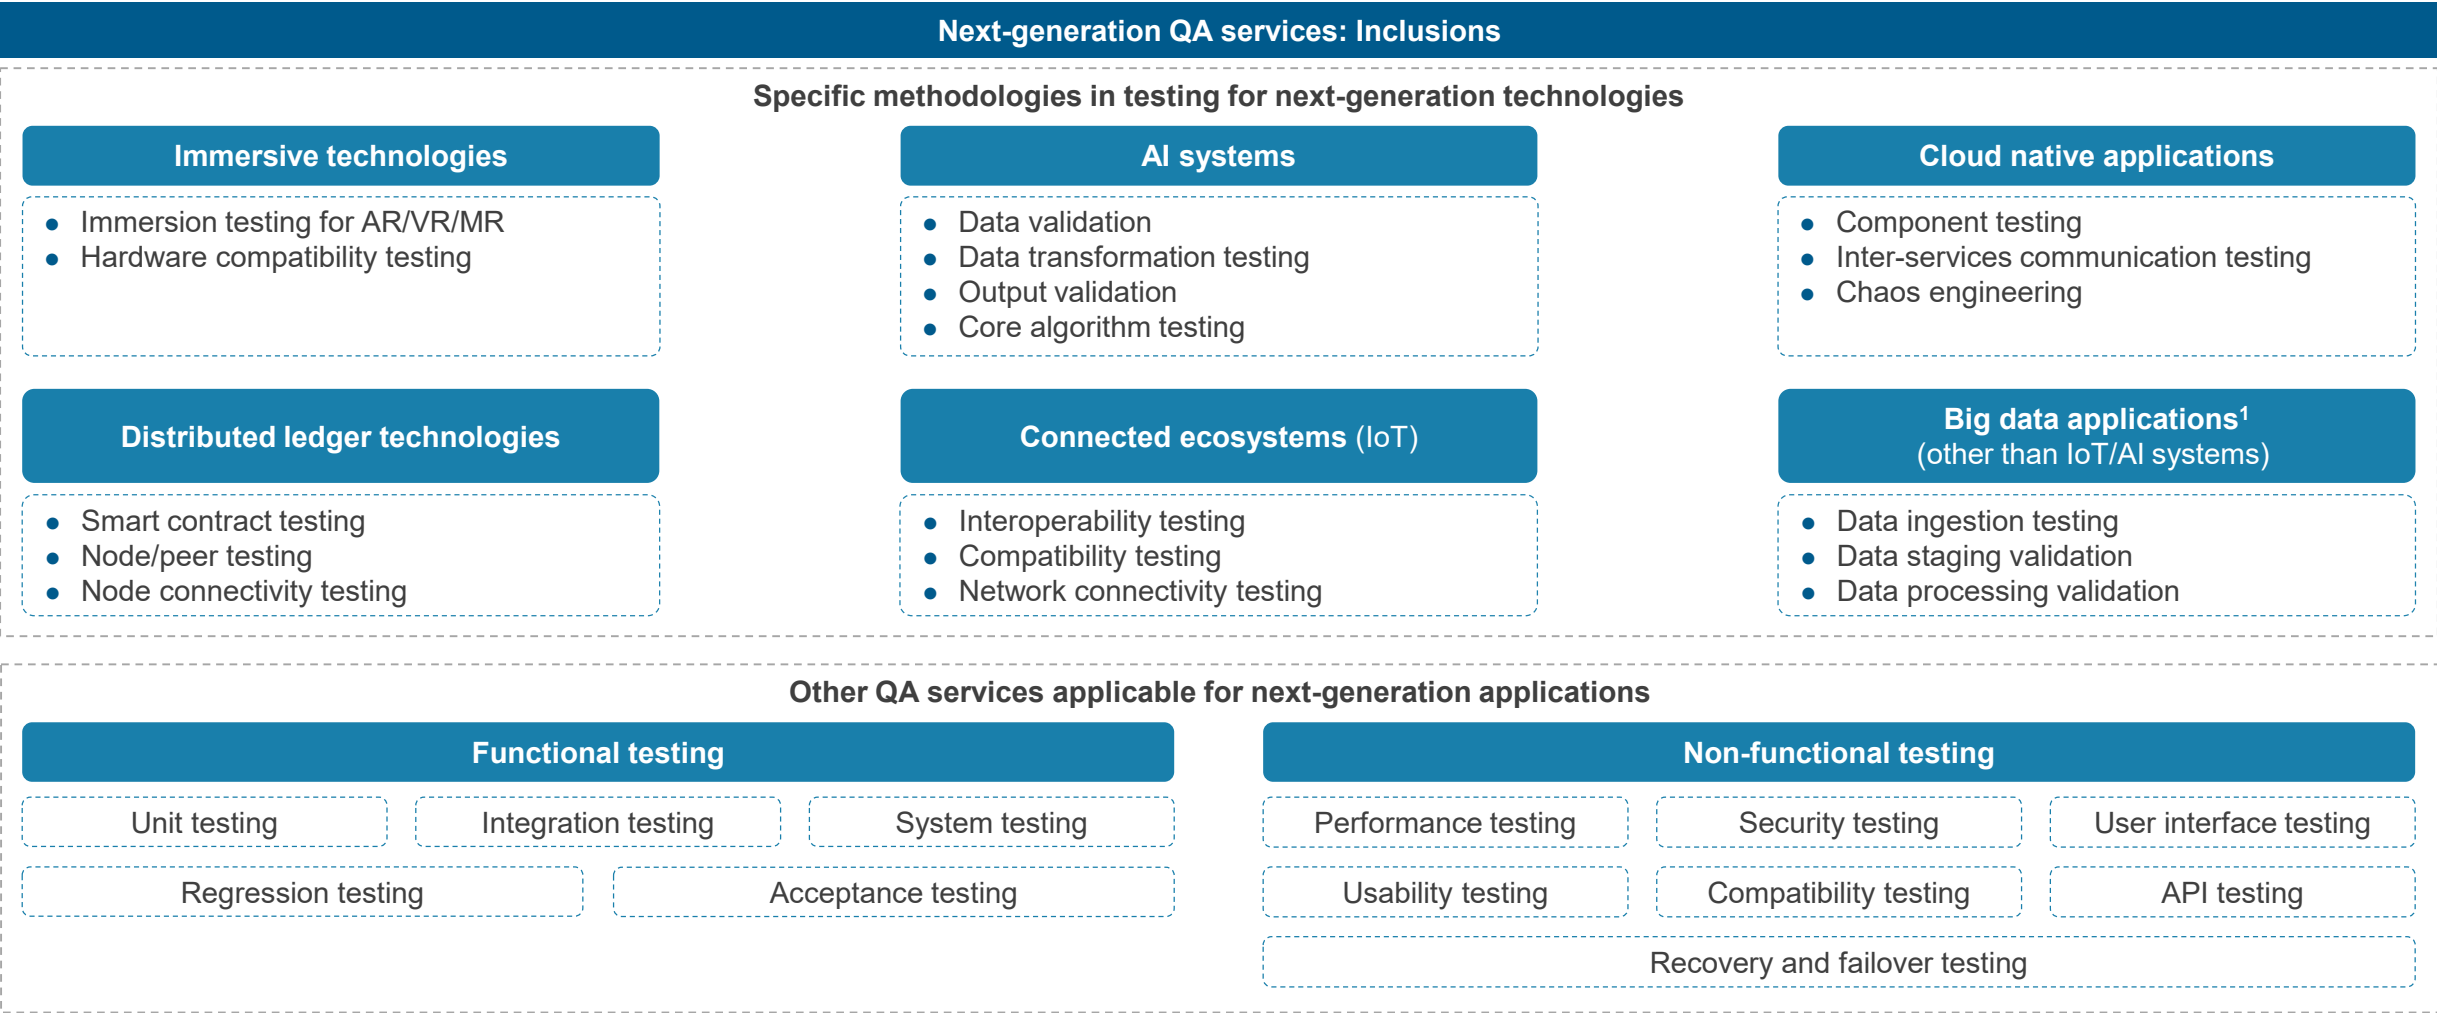 Next-generation QA services: Inclusions
Specific methodologies in testing for next-generation technologies
Immersive technologies
● Immersion testing for AR/VR/MR
● Hardware compatibility testing
AI systems
● Data validation
● Data transformation testing
● Output validation
● Core algorithm testing
Cloud native applications
● Component testing
● Inter-services communication testing
● Chaos engineering
Distributed ledger technologies
● Smart contract testing
● Node/peer testing
● Node connectivity testing
Connected ecosystems (IoT)
● Interoperability testing
● Compatibility testing
● Network connectivity testing
Big data applications¹
(other than IoT/AI systems)
● Data ingestion testing
● Data staging validation
● Data processing validation
Other QA services applicable for next-generation applications
Functional testing
Unit testing
Integration testing
System testing
Regression testing
Acceptance testing
Non-functional testing
Performance testing
Security testing
User interface testing
Usability testing
Compatibility testing
API testing
Recovery and failover testing